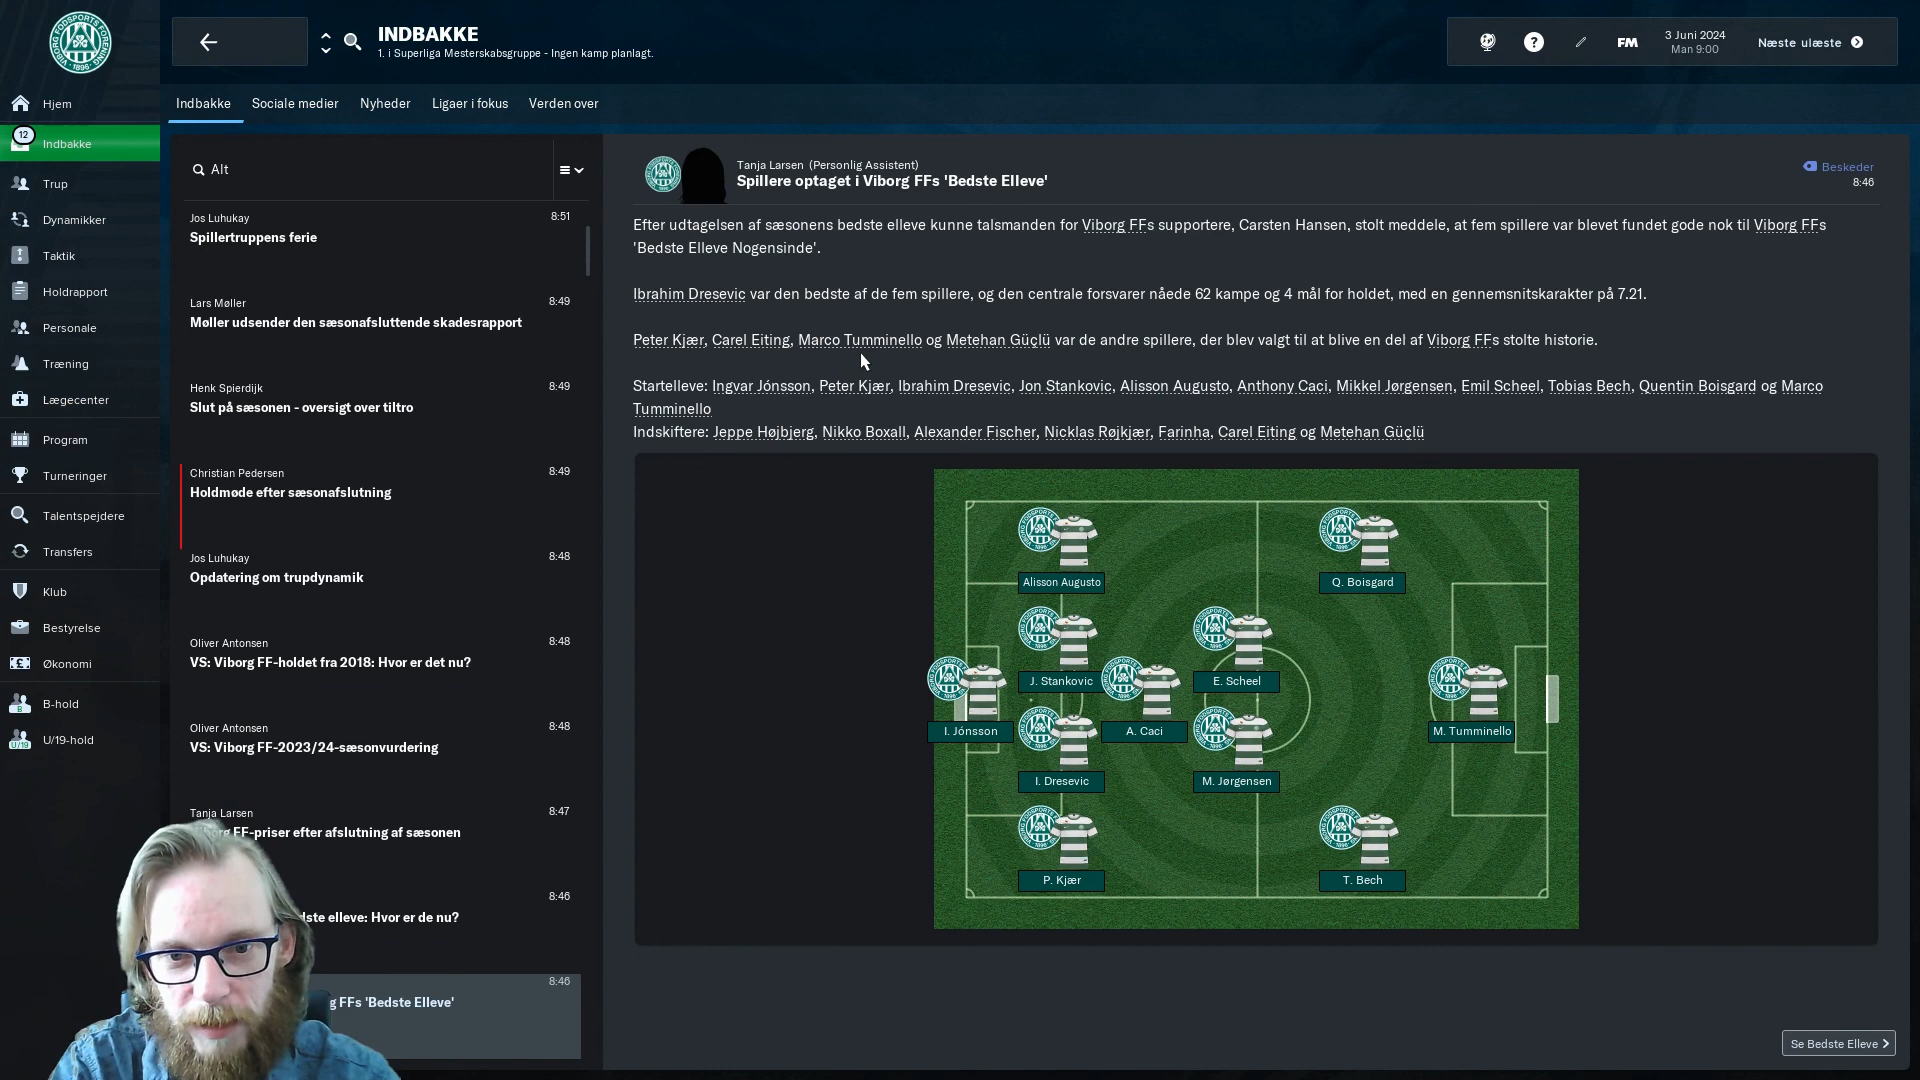 INDBAKKE
1. i Superliga Mesterskabsgruppe - Ingen kamp planlagt.
FM
3 Juni 2024
Man 9:00
Næste ulæste
Hjem
12
Indbakke
Trup
Dynamikker
Taktik
Holdrapport
Personale
Træning
Lægecenter
Program
Turneringer
Talentspejdere
Transfers
Klub
Bestyrelse
Økonomi
B-hold
U/19-hold
Indbakke Sociale medier Nyheder Ligaer i fokus Verden over
Alt
Jos Luhukay 8:51
Spillertruppens ferie
Lars Møller 8:49
Møller udsender den sæsonafsluttende skadesrapport
Henk Spierdijk 8:49
Slut på sæsonen - oversigt over tiltro
Christian Pedersen 8:49
Holdmøde efter sæsonafslutning
Jos Luhukay 8:48
Opdatering om trupdynamik
Oliver Antonsen 8:48
VS: Viborg FF-holdet fra 2018: Hvor er det nu?
Oliver Antonsen 8:48
VS: Viborg FF-2023/24-sæsonvurdering
Tanja Larsen 8:47
FF-priser efter afslutning af sæsonen
8:46
elleve: Hvor er de nu?
8:46
FFs 'Bedste Elleve'
Tanja Larsen (Personlig Assistent)
Spillere optaget i Viborg FFs 'Bedste Elleve'
Beskeder
8:46
Efter udtagelsen af sæsonens bedste elleve kunne talsmanden for Viborg FFs supportere, Carsten Hansen, stolt meddele, at fem spillere var blevet fundet gode nok til Viborg FFs
'Bedste Elleve Nogensinde'.
Ibrahim Dresevic var den bedste af de fem spillere, og den centrale forsvarer nåede 62 kampe og 4 mål for holdet, med en gennemsnitskarakter på 7.21.
Peter Kjær, Carel Eiting, Marco Tumminello og Metehan Güçlü var de andre spillere, der blev valgt til at blive en del af Viborg FFs stolte historie.
Startelleve: Ingvar Jónsson, Peter Kjær, Ibrahim Dresevic, Jon Stankovic, Alisson Augusto, Anthony Caci, Mikkel Jørgensen, Emil Scheel, Tobias Bech, Quentin Boisgard og Marco
Tumminello
Indskiftere: Jeppe Højbjerg, Nikko Boxall, Alexander Fischer, Nicklas Røjkjær, Farinha, Carel Eiting og Metehan Güçlü
Alisson Augusto
Q. Boisgard
J. Stankovic
E. Scheel
I. Jónsson
A. Caci
M. Tumminello
I. Dresevic
M. Jørgensen
P. Kjær
T. Bech
Se Bedste Elleve